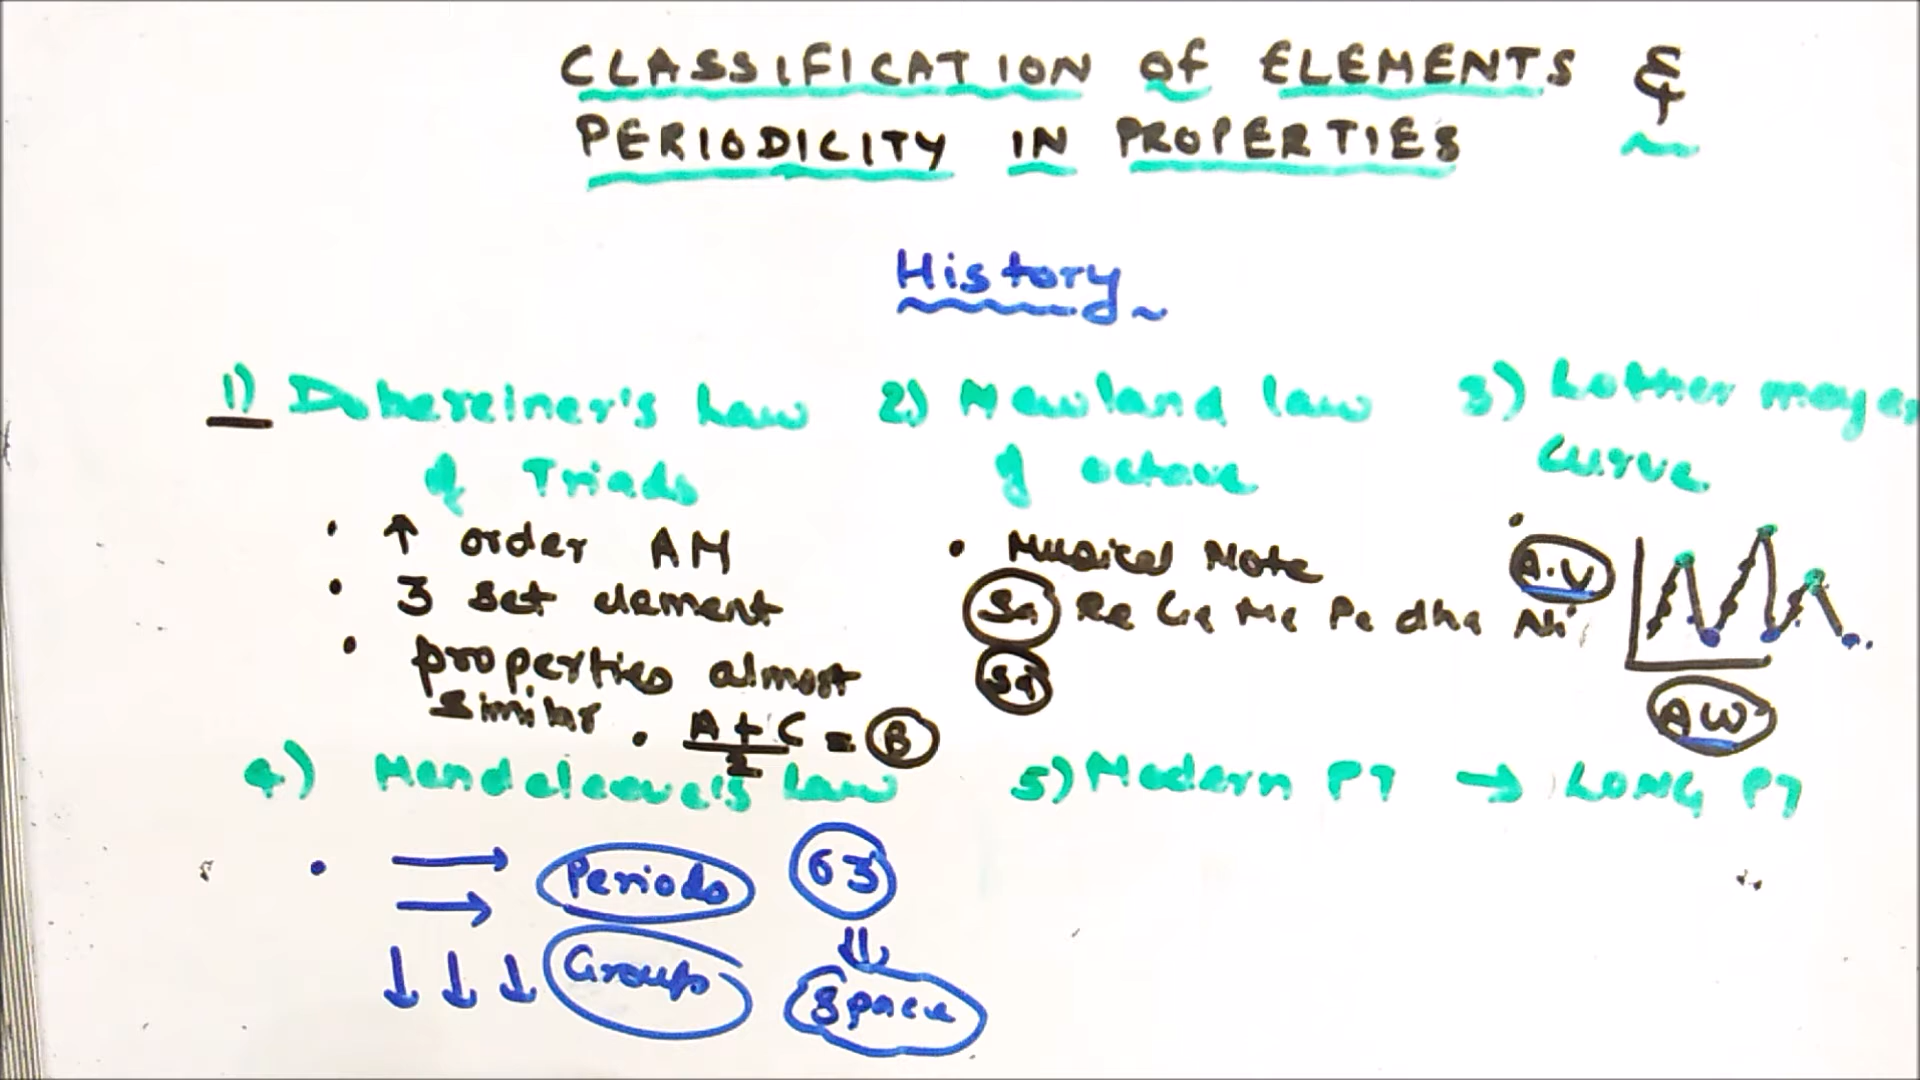 CLASSIFICATION of ELEMENTS &
PERIODICITY IN PROPERTIES
History
1) Dobereiner's Law
of Triads
• ↑ order AM
• 3 set element
• properties almost
similar • A + C / 2 = B
2) Newland law
of octave
• Musical Note
Sa Re Ga Ma Pa dha Ni
Sa
3) Lother mayer
curve
A.V
AW
4) Mendeleeve's Law
• → Periods 63
→
↓ ↓ ↓ Groups ⇓
Space
5) Modern PT → LONG PT